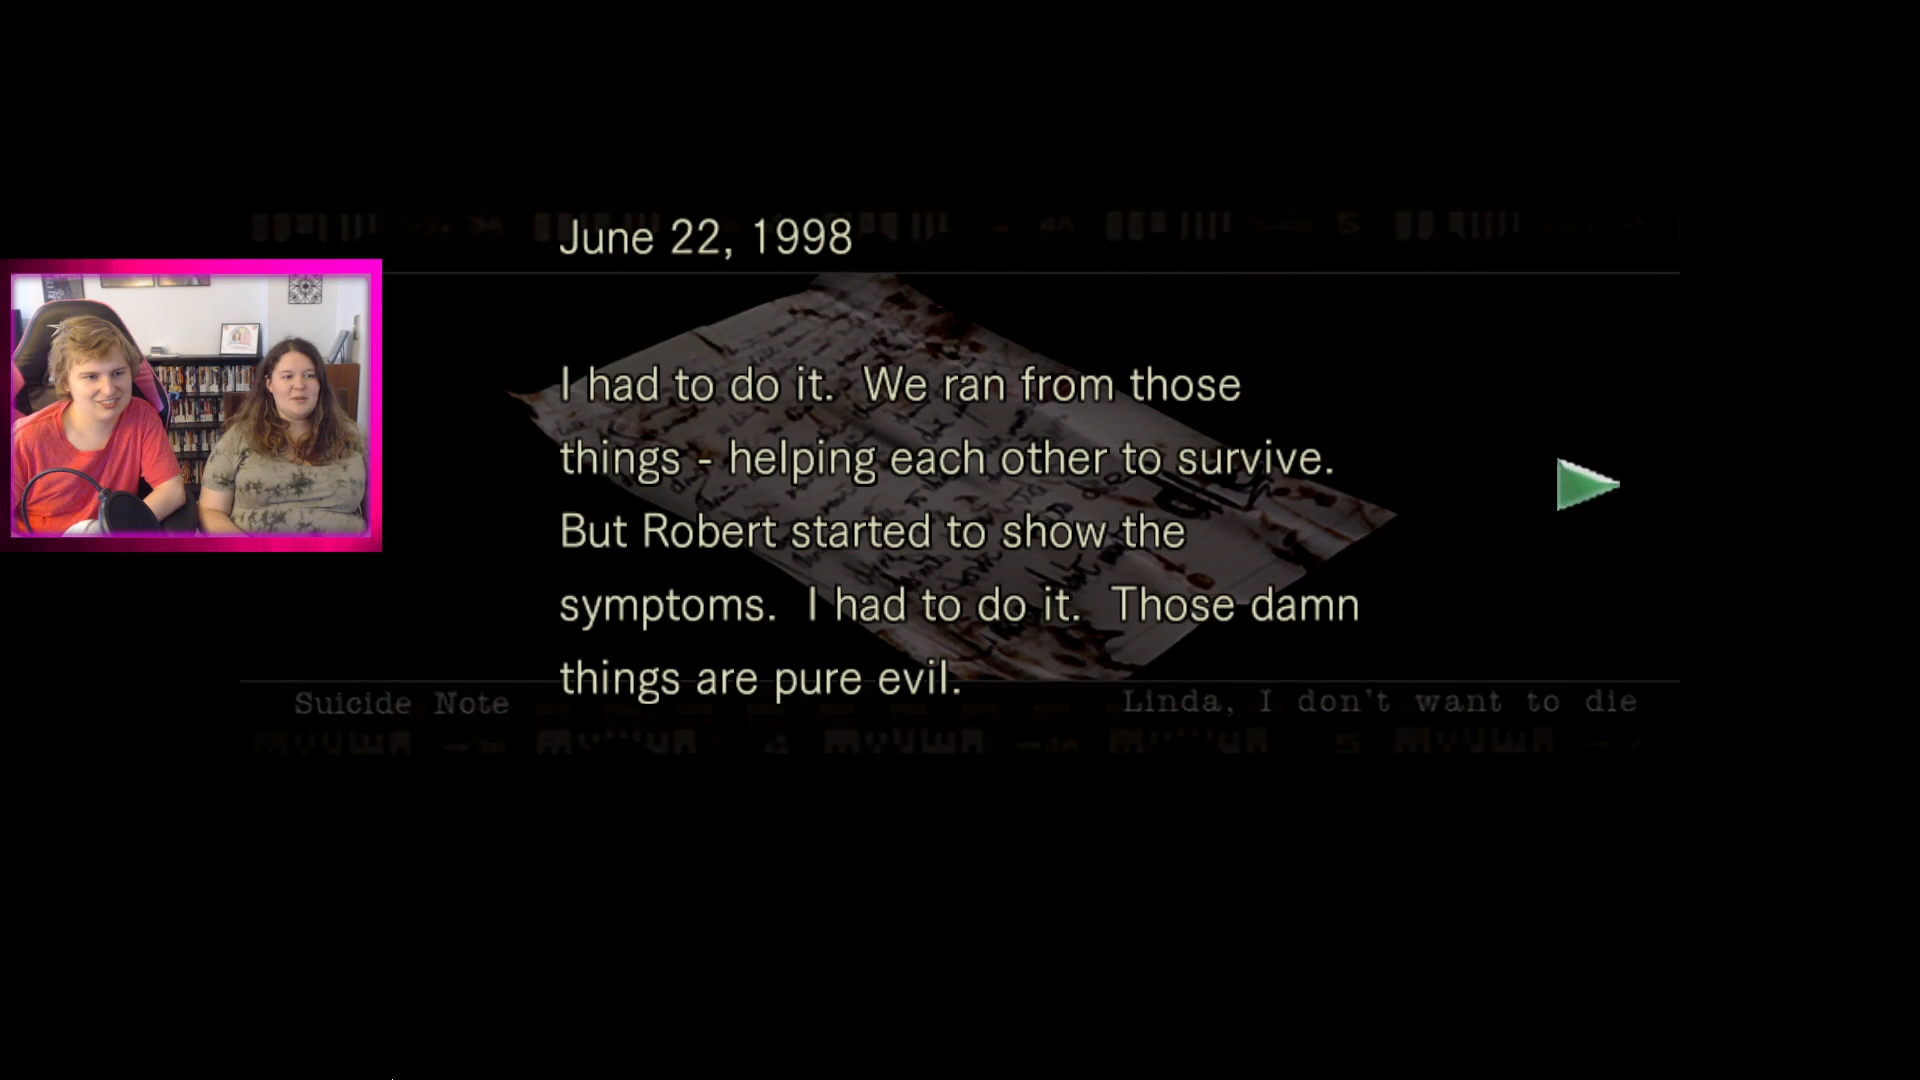 June 22, 1998
I had to do it.  We ran from those
things - helping each other to survive.
But Robert started to show the
symptoms.  I had to do it.  Those damn
things are pure evil.
Suicide Note
Linda, I don't want to die